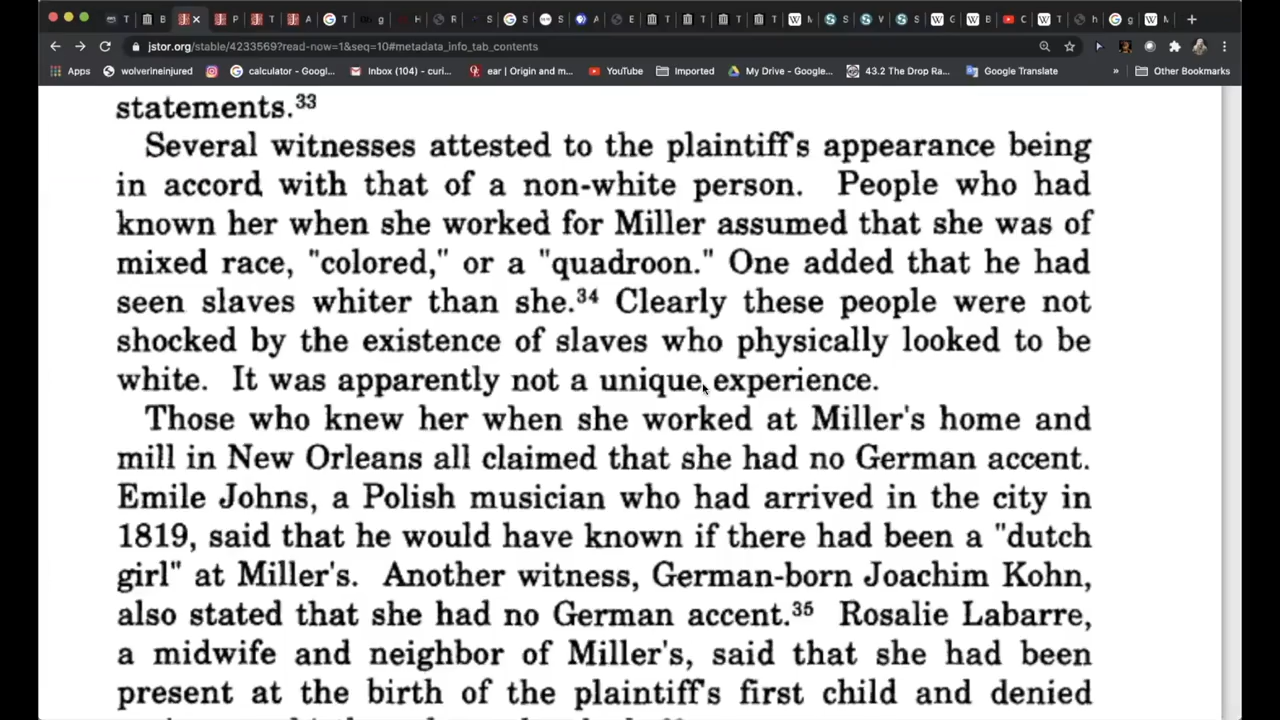 B
P
T
A
T
g
H
R
S
S
A
E
T
T
T
T
M
S
V
S
C
B
C
T
h
g
M
jstor.org/stable/4233569?read-now=1&seq=10#metadata_info_tab_contents
Apps
wolverineinjured
calculator - Googl...
Inbox (104) - curi...
ear | Origin and m...
YouTube
Imported
My Drive - Google...
43.2 The Drop Ra...
Google Translate
»
Other Bookmarks
statements.33
Several witnesses attested to the plaintiff's appearance being
in accord with that of a non-white person. People who had
known her when she worked for Miller assumed that she was of
mixed race, "colored," or a "quadroon." One added that he had
seen slaves whiter than she.34 Clearly these people were not
shocked by the existence of slaves who physically looked to be
white. It was apparently not a unique experience.
Those who knew her when she worked at Miller's home and
mill in New Orleans all claimed that she had no German accent.
Emile Johns, a Polish musician who had arrived in the city in
1819, said that he would have known if there had been a "dutch
girl" at Miller's. Another witness, German-born Joachim Kohn,
also stated that she had no German accent.35 Rosalie Labarre,
a midwife and neighbor of Miller's, said that she had been
present at the birth of the plaintiff's first child and denied